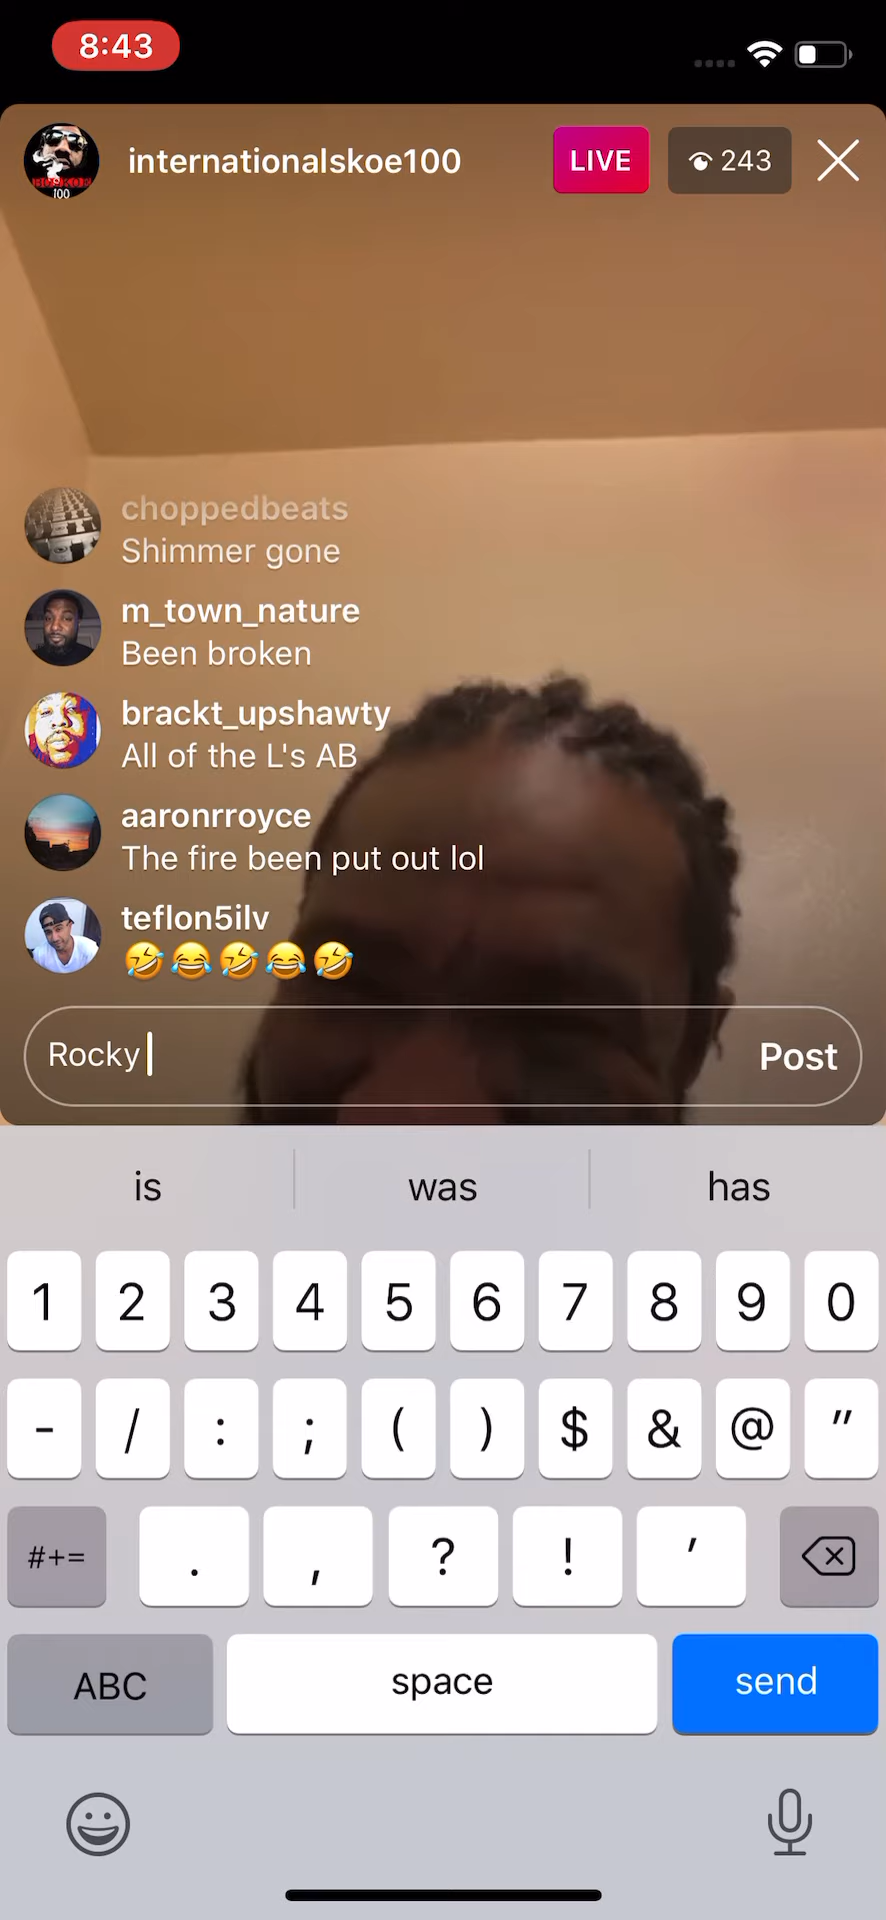 8:43
internationalskoe100
LIVE
243
100
choppedbeats
Shimmer gone
m_town_nature
Been broken
brackt_upshawty
All of the L's AB
aaronrroyce
The fire been put out lol
teflon5ilv
🤣😂🤣😂🤣
Rocky
Post
is was has
1 2 3 4 5 6 7 8 9 0
- / : ; ( ) $ & @ "
#+= . , ? ! '
ABC space send